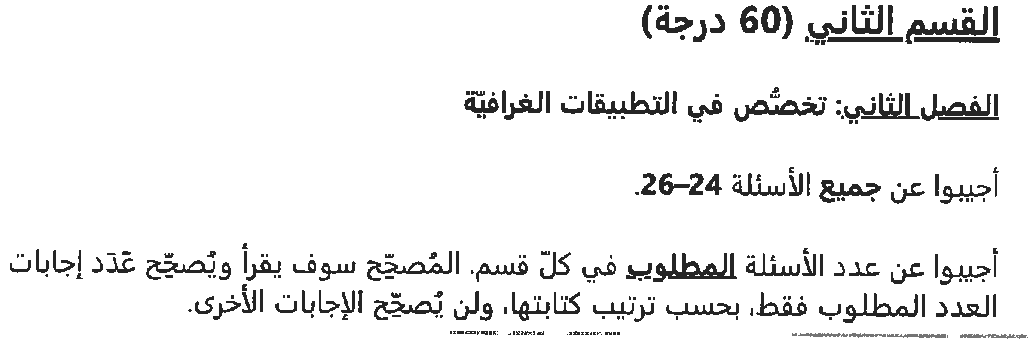 القسم الثاني (60 درجة)
الفصل الثاني: تخصُّص في التطبيقات الغرافيّة
أجيبوا عن جميع الأسئلة 24–26.
أجيبوا عن عدد الأسئلة المطلوب في كلّ قسم. المُصحِّح سوف يقرأ ويُصحِّح عَدَد إجابات
العدد المطلوب فقط، بحسب ترتيب كتابتها، ولن يُصحِّح الإجابات الأخرى.